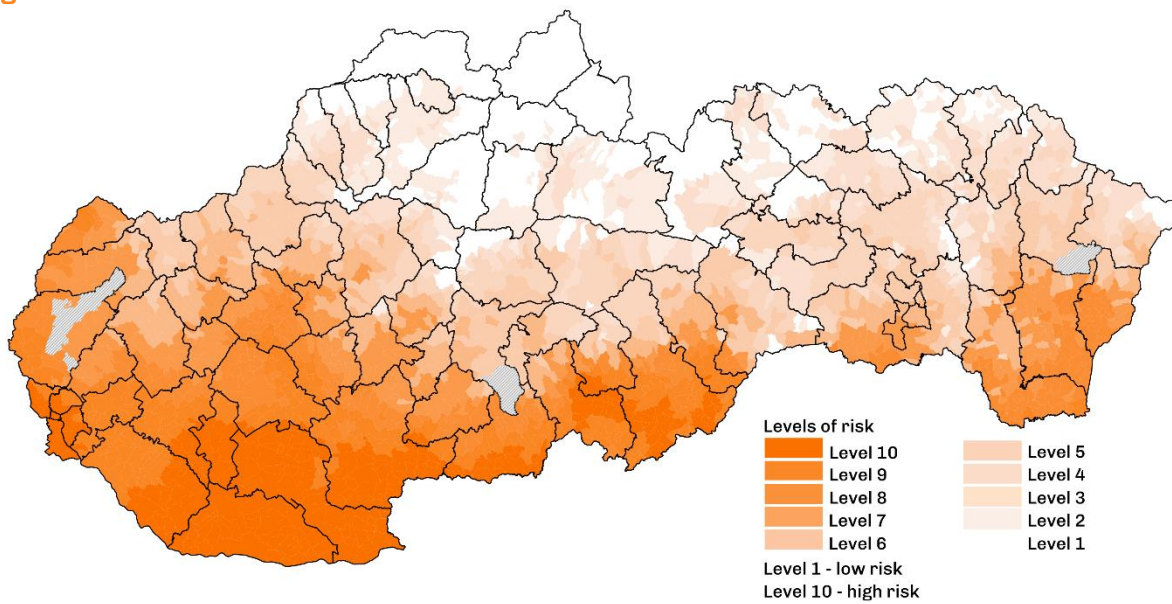 Levels of risk
Level 10
Level 9
Level 8
Level 7
Level 6
Level 5
Level 4
Level 3
Level 2
Level 1
Level 1 - low risk
Level 10 - high risk